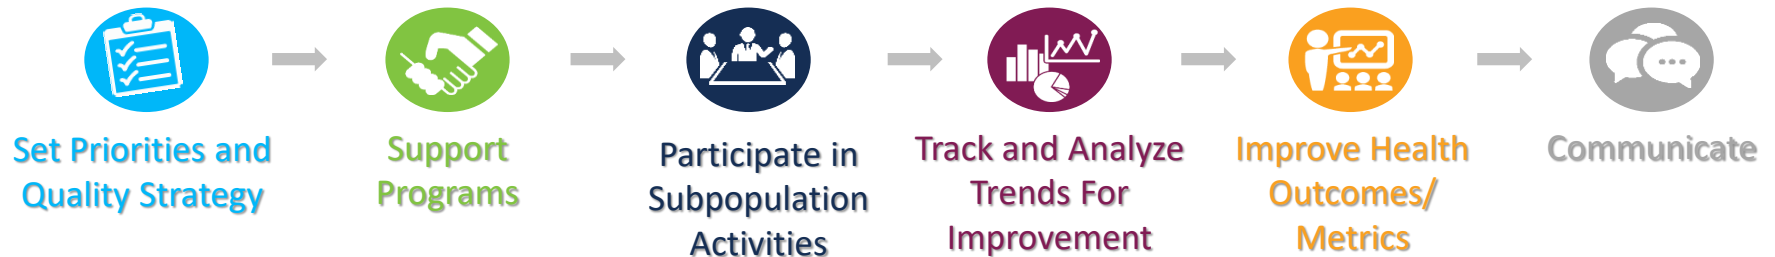 Set Priorities and
Quality Strategy
Support
Programs
Participate in
Subpopulation
Activities
Track and Analyze
Trends For
Improvement
Improve Health
Outcomes/
Metrics
Communicate